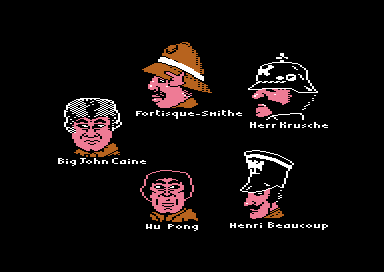 Fortisque-Smithe
Herr Krusche
Big John Caine
Wu Pong
Henri Beaucoup